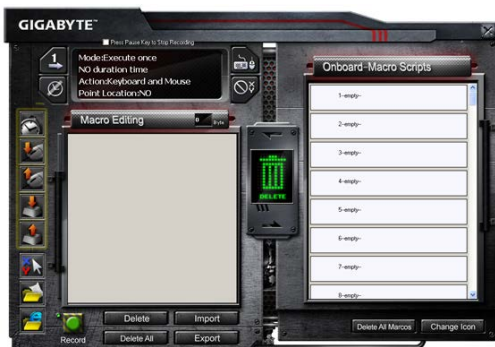 GIGABYTE™
Press Pause Key to Stop Recording
Mode:Execute once
NO duration time
Action:Keyboard and Mouse
Point Location:NO
1
Macro Editing
0 Byte
DELETE
Onboard-Macro Scripts
1-empty-
2-empty-
3-empty-
4-empty-
5-empty-
6-empty-
7-empty-
8-empty-
Record
Delete
Import
Delete All
Export
Delete All Marcos
Change Icon